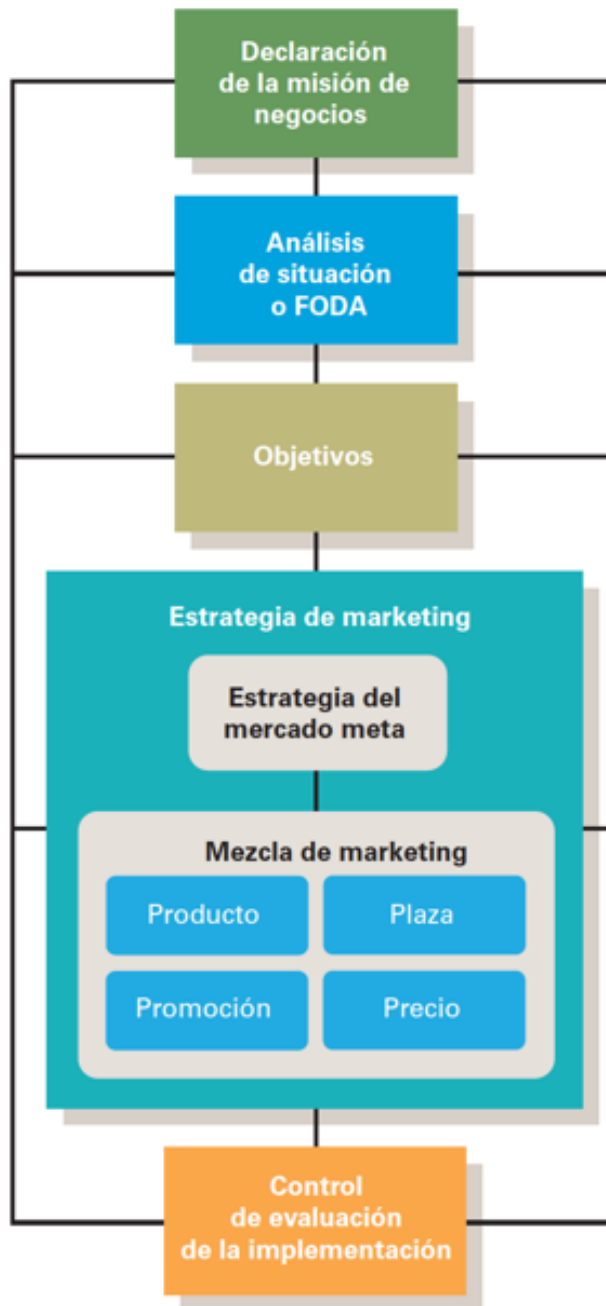 Declaración
de la misión de
negocios
Análisis
de situación
o FODA
Objetivos
Estrategia de marketing
Estrategia del
mercado meta
Mezcla de marketing
Producto
Plaza
Promoción
Precio
Control
de evaluación
de la implementación